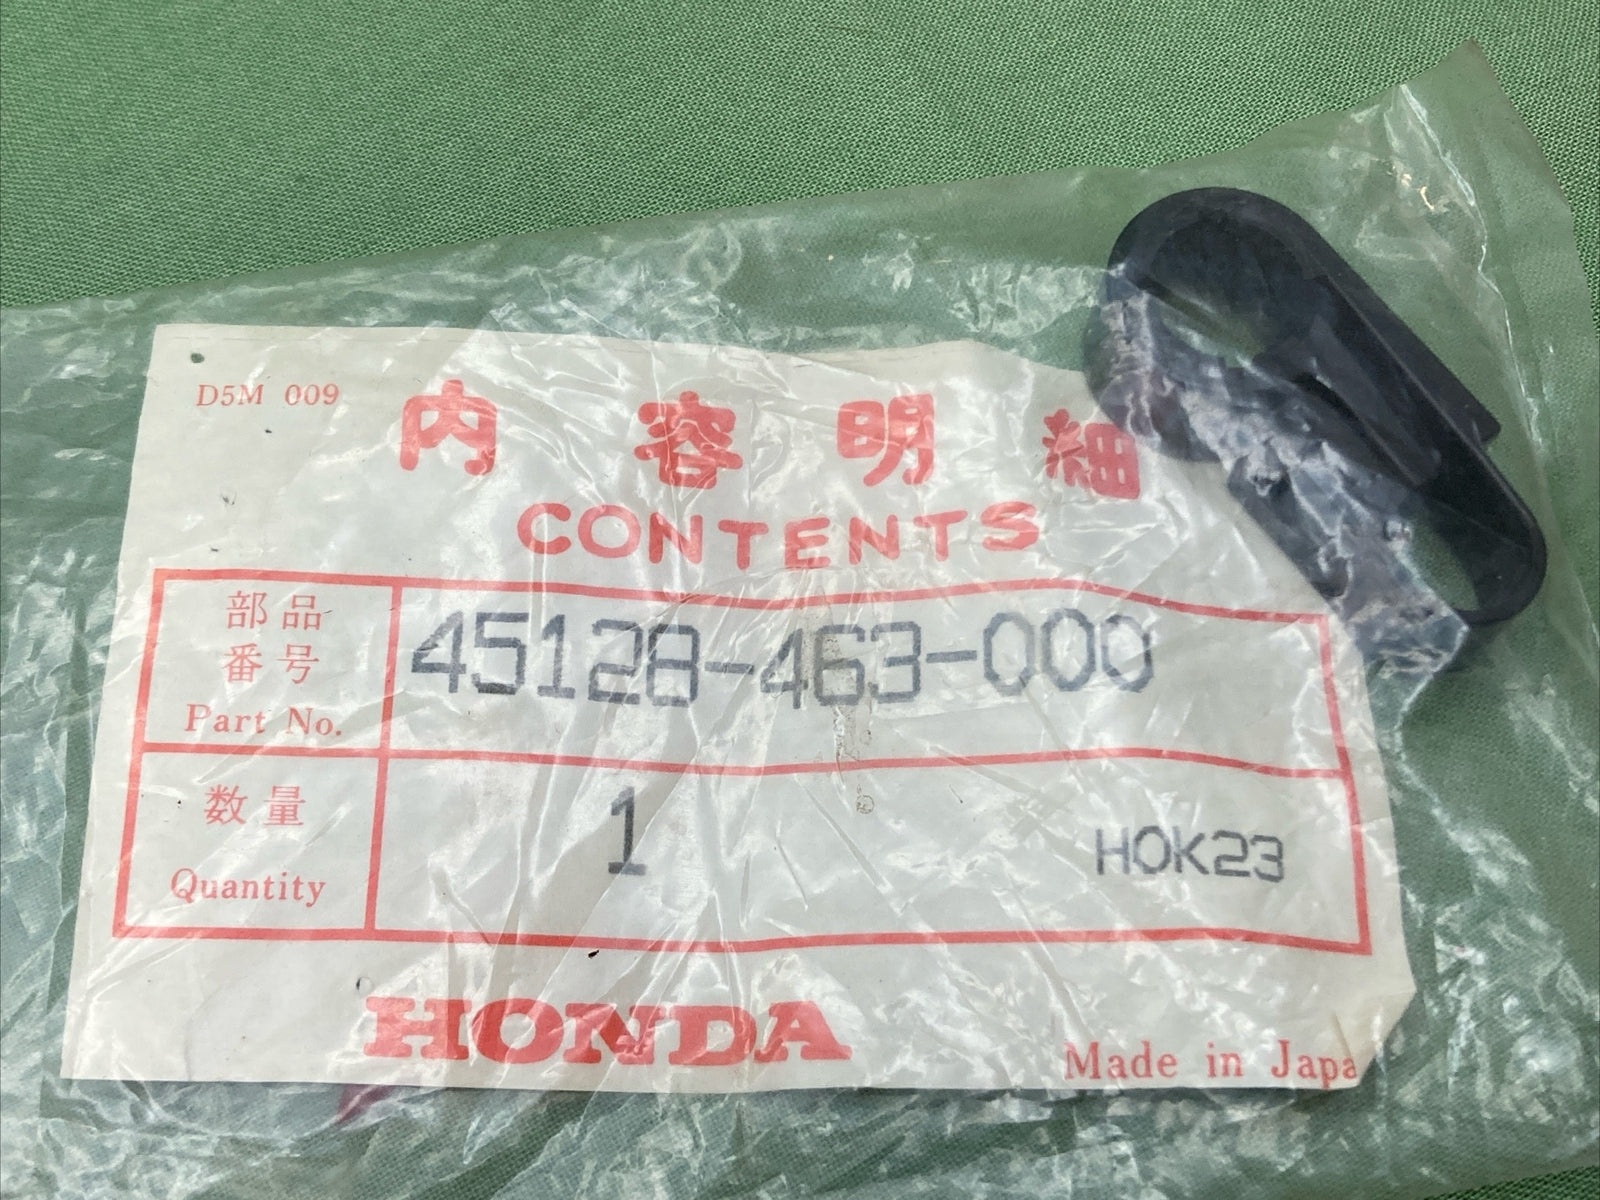 D5M 009
内容明細
CONTENTS
部品
番号
Part No.
45128-463-000
数量
Quantity
1
HOK23
HONDA
Made in Japa